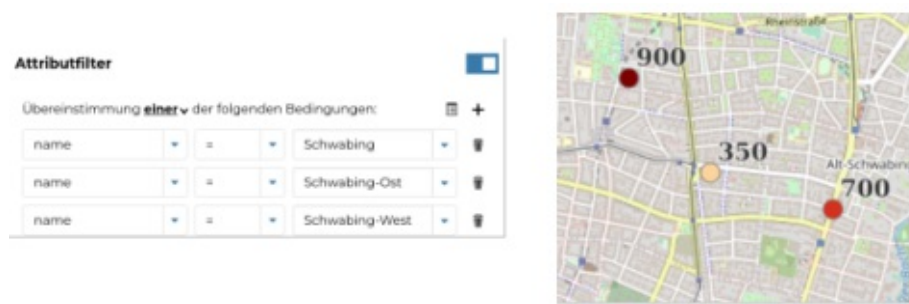 Attributfilter
Übereinstimmung einer der folgenden Bedingungen:
name = Schwabing
name = Schwabing-Ost
name = Schwabing-West
Rheinstraße
900
350
Alt-Schwabing
700